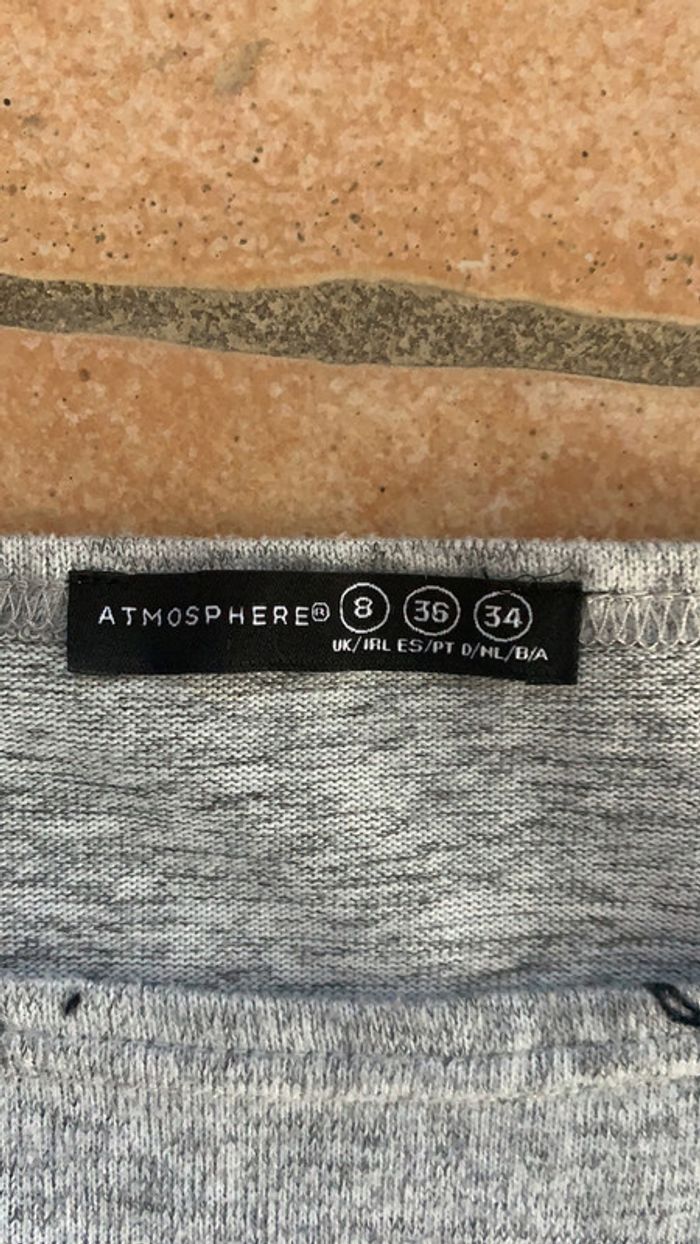 ATMOSPHERE® 8 36 34
UK/IRL ES/PT D/NL/B/A